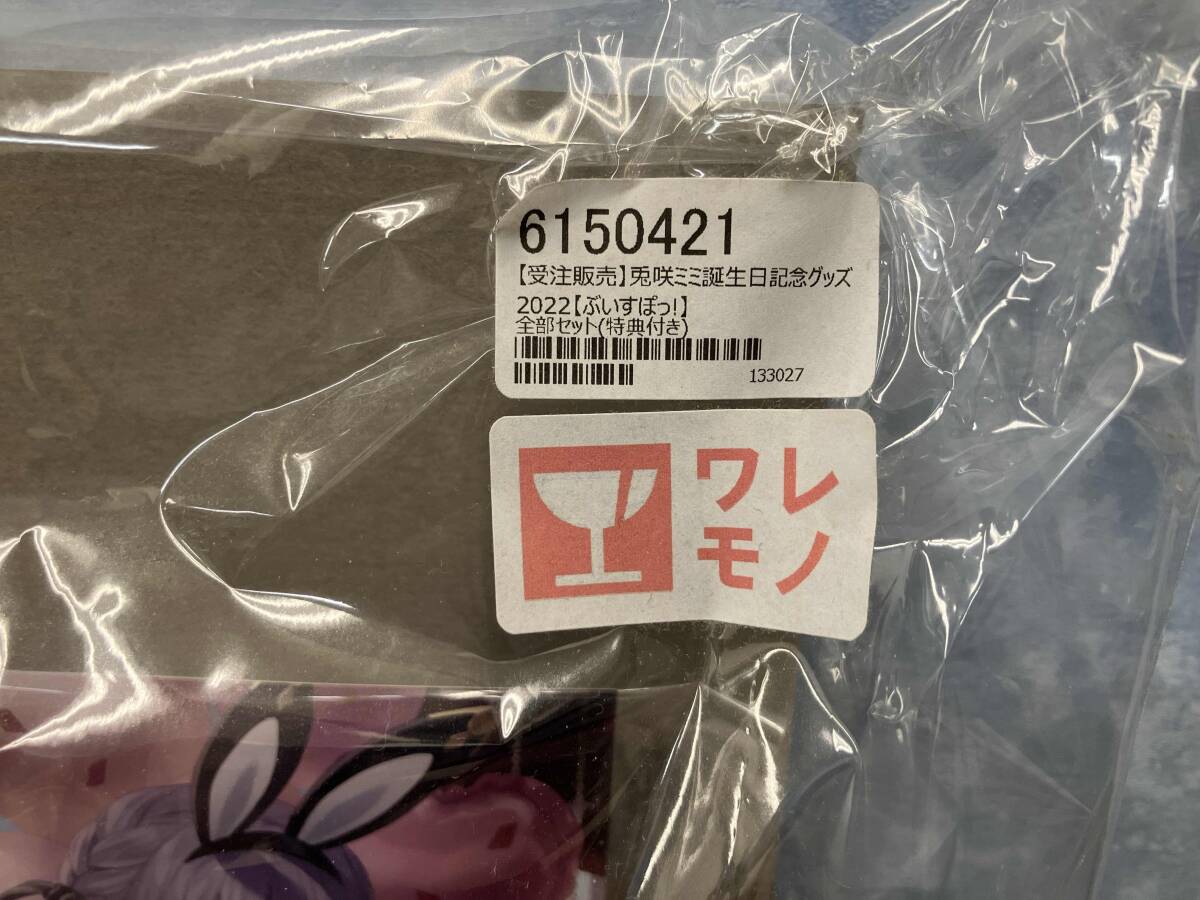 6150421
【受注販売】兎咲ミミ誕生日記念グッズ
2022【ぶいすぽっ!】
全部セット(特典付き)
133027
ワレ
モノ